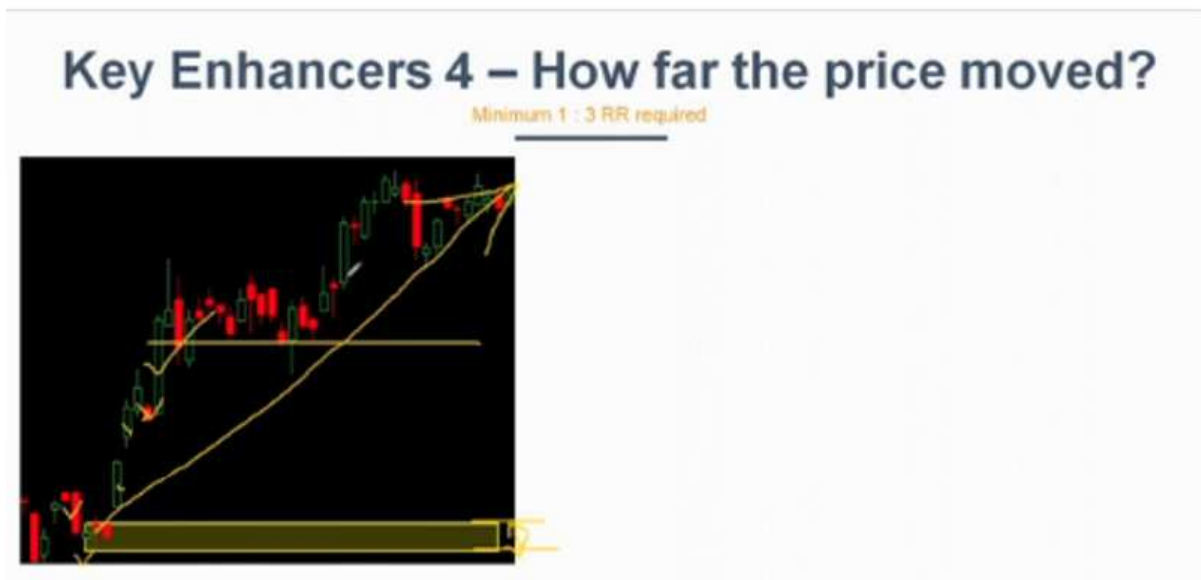 Key Enhancers 4 – How far the price moved?
Minimum 1 : 3 RR required